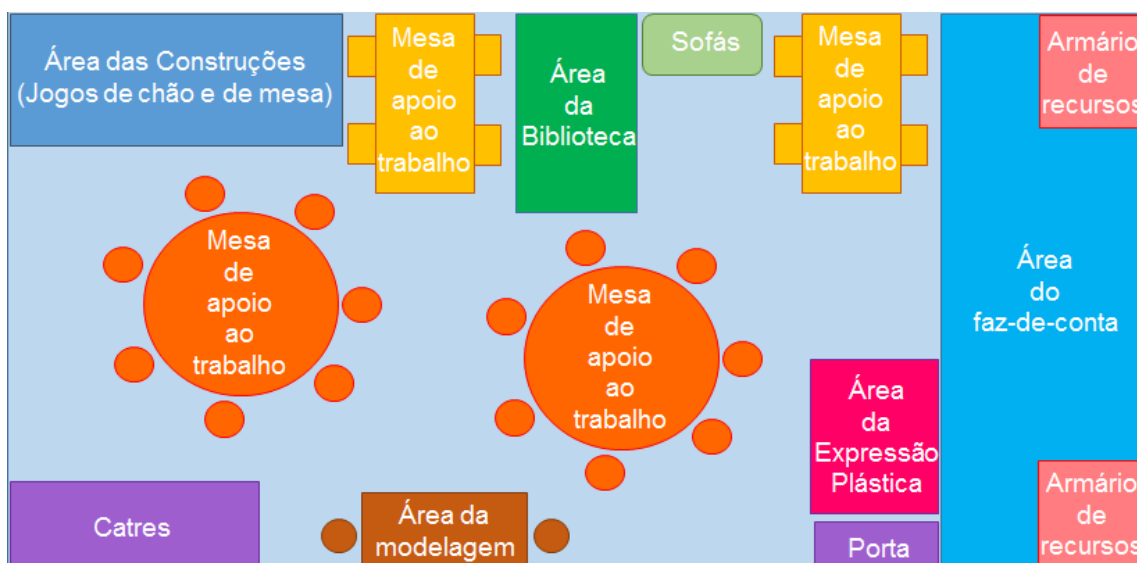 Área das Construções
(Jogos de chão e de mesa)
Mesa
de
apoio
ao
trabalho
Área
da
Biblioteca
Sofás
Mesa
de
apoio
ao
trabalho
Armário
de
recursos
Mesa
de
apoio
ao
trabalho
Mesa
de
apoio
ao
trabalho
Área
do
faz-de-conta
Área
da
Expressão
Plástica
Catres
Área da
modelagem
Porta
Armário
de
recursos